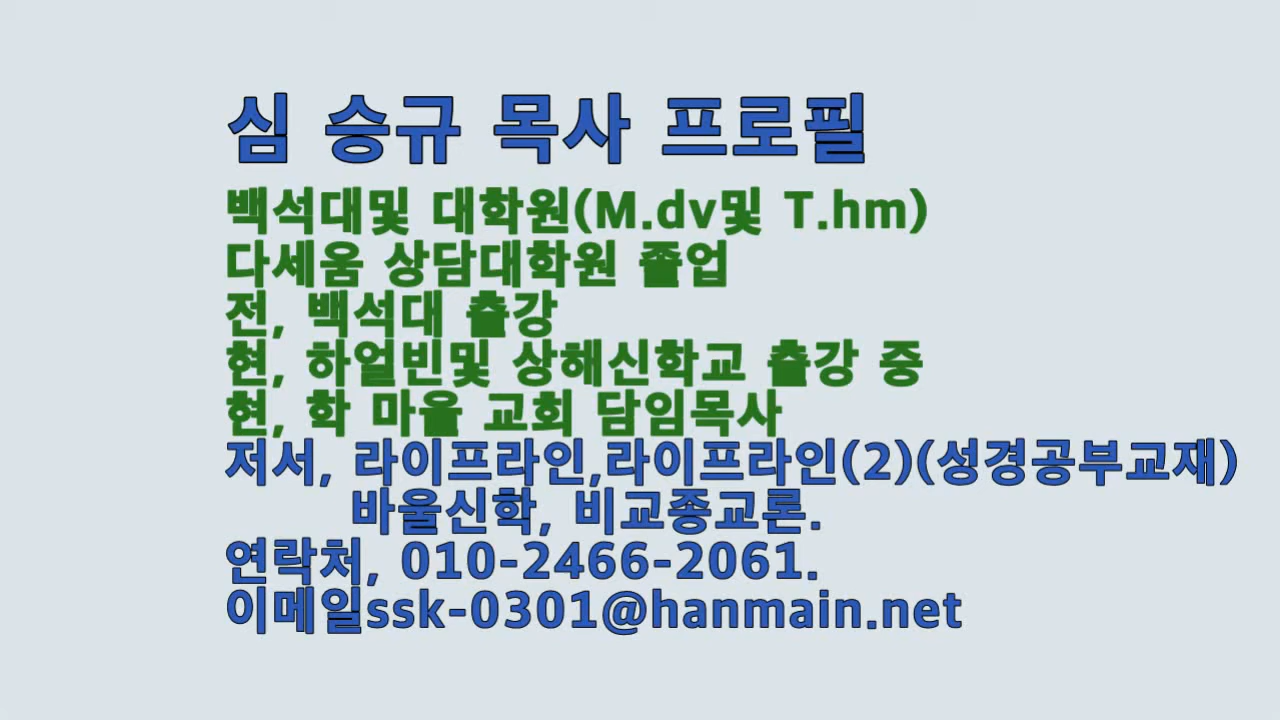 심 승규 목사 프로필
백석대및 대학원(M.dv및 T.hm)
다세움 상담대학원 졸업
전, 백석대 출강
현, 하얼빈및 상해신학교 출강 중
현, 학 마을 교회 담임목사
저서, 라이프라인,라이프라인(2)(성경공부교재)
바울신학, 비교종교론.
연락처, 010-2466-2061.
이메일ssk-0301@hanmain.net